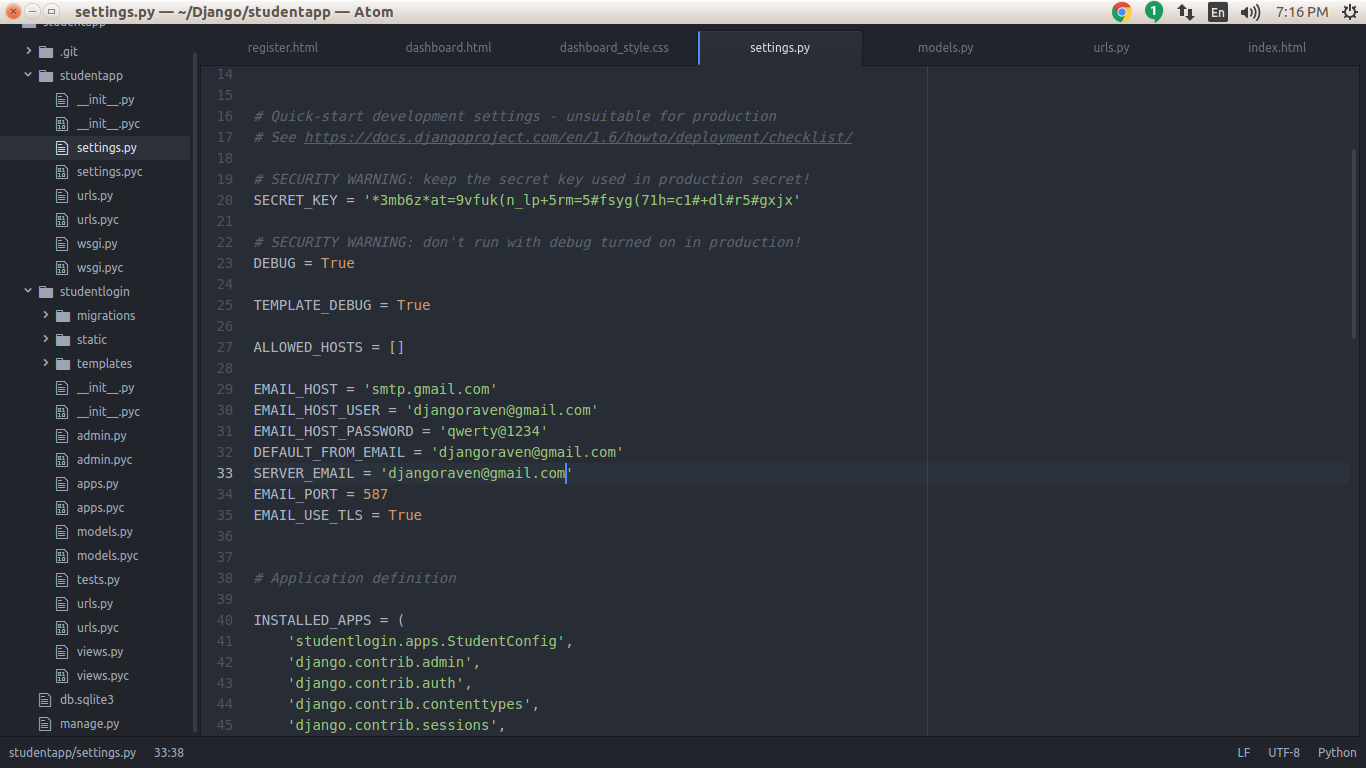 settings.py — ~/Django/studentapp — Atom
1
En
7:16 PM
studentapp
.git
studentapp
__init__.py
__init__.pyc
settings.py
settings.pyc
urls.py
urls.pyc
wsgi.py
wsgi.pyc
studentlogin
migrations
static
templates
__init__.py
__init__.pyc
admin.py
admin.pyc
apps.py
apps.pyc
models.py
models.pyc
tests.py
urls.py
urls.pyc
views.py
views.pyc
db.sqlite3
manage.py
register.html dashboard.html dashboard_style.css settings.py models.py urls.py index.html
14
15
16 # Quick-start development settings - unsuitable for production
17 # See https://docs.djangoproject.com/en/1.6/howto/deployment/checklist/
18
19 # SECURITY WARNING: keep the secret key used in production secret!
20 SECRET_KEY = '*3mb6z*at=9vfuk(n_lp+5rm=5#fsyg(71h=c1#+dl#r5#gxjx'
21
22 # SECURITY WARNING: don't run with debug turned on in production!
23 DEBUG = True
24
25 TEMPLATE_DEBUG = True
26
27 ALLOWED_HOSTS = []
28
29 EMAIL_HOST = 'smtp.gmail.com'
30 EMAIL_HOST_USER = 'djangoraven@gmail.com'
31 EMAIL_HOST_PASSWORD = 'qwerty@1234'
32 DEFAULT_FROM_EMAIL = 'djangoraven@gmail.com'
33 SERVER_EMAIL = 'djangoraven@gmail.com'
34 EMAIL_PORT = 587
35 EMAIL_USE_TLS = True
36
37
38 # Application definition
39
40 INSTALLED_APPS = (
41 'studentlogin.apps.StudentConfig',
42 'django.contrib.admin',
43 'django.contrib.auth',
44 'django.contrib.contenttypes',
45 'django.contrib.sessions',
studentapp/settings.py 33:38 LF UTF-8 Python